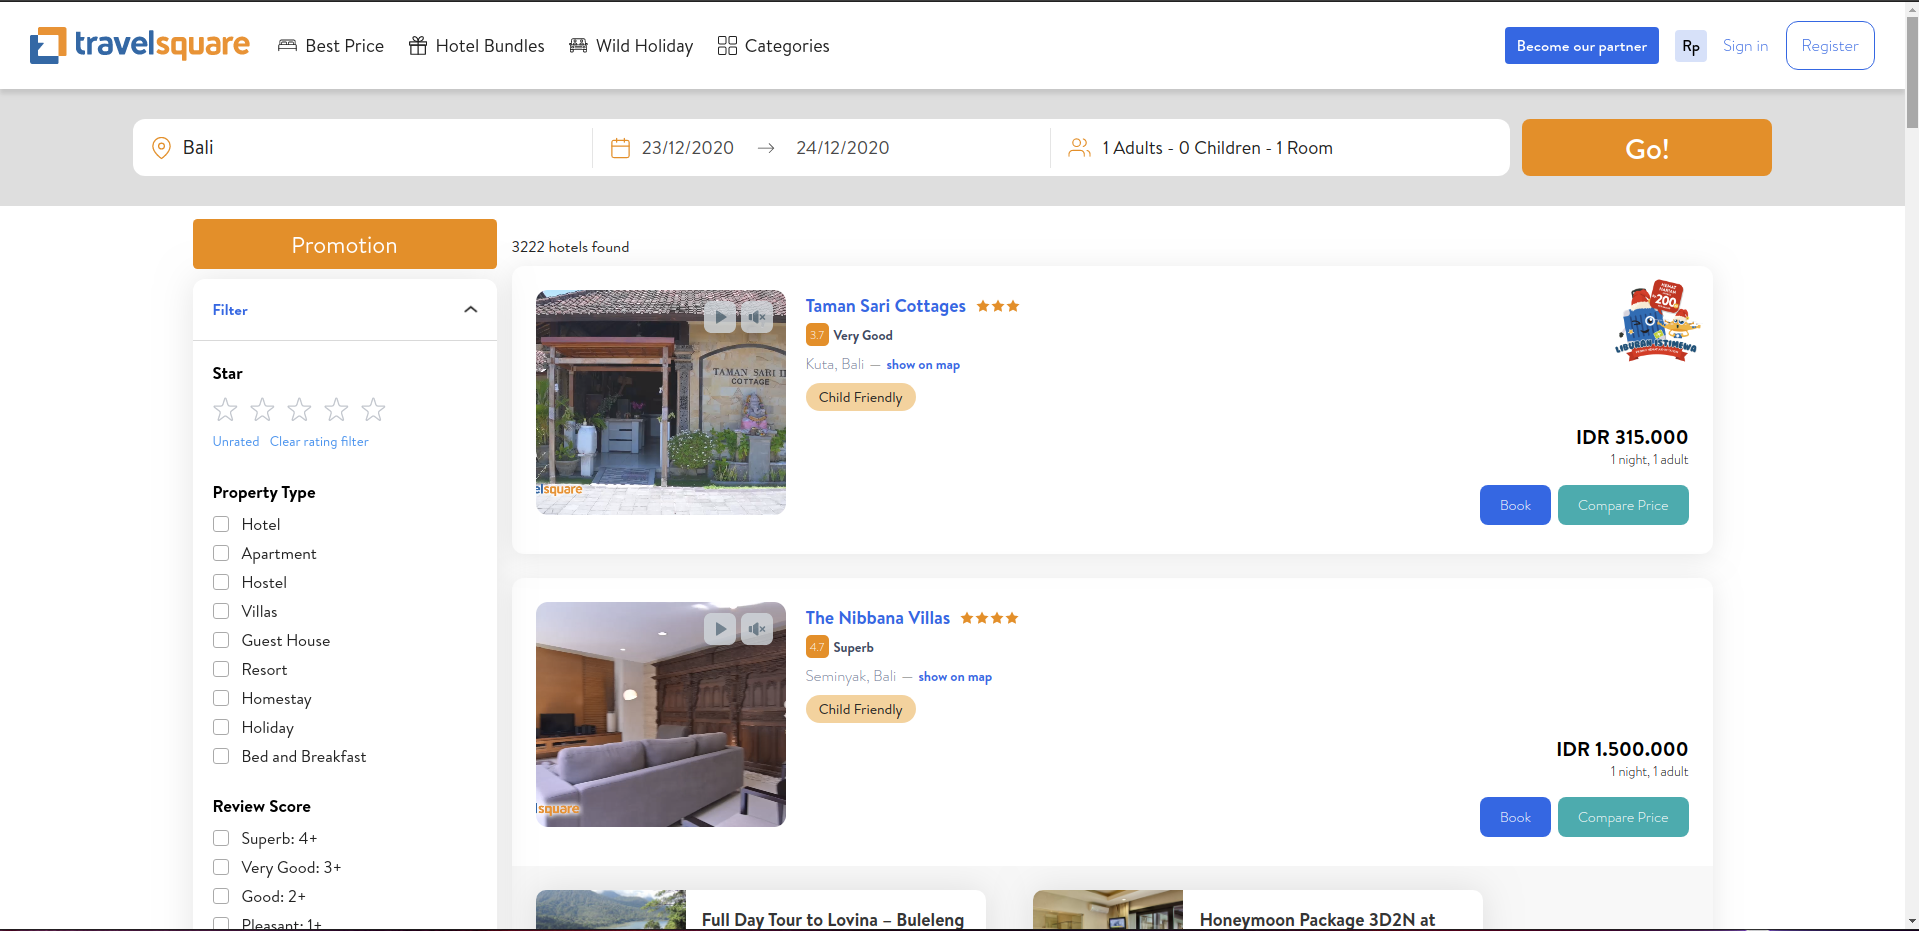 travelsquare
Best Price
Hotel Bundles
Wild Holiday
Categories
Become our partner
Rp
Sign in
Register
Bali
23/12/2020
24/12/2020
1 Adults - 0 Children - 1 Room
Go!
Promotion
3222 hotels found
Filter
Star
Unrated Clear rating filter
Property Type
Hotel
Apartment
Hostel
Villas
Guest House
Resort
Homestay
Holiday
Bed and Breakfast
Review Score
Superb: 4+
Very Good: 3+
Good: 2+
Pleasant: 1+
TAMAN SARI II
COTTAGE
elsquare
Taman Sari Cottages
3.7 Very Good
Kuta, Bali — show on map
Child Friendly
200
LIBURAN ISTIMEWA
IDR 315.000
1 night, 1 adult
Book
Compare Price
lsquare
The Nibbana Villas
4.7 Superb
Seminyak, Bali — show on map
Child Friendly
IDR 1.500.000
1 night, 1 adult
Book
Compare Price
Full Day Tour to Lovina – Buleleng
Honeymoon Package 3D2N at